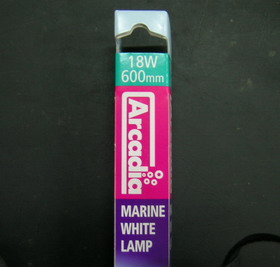 18W
600mm
Arcadia
MARINE
WHITE
LAMP